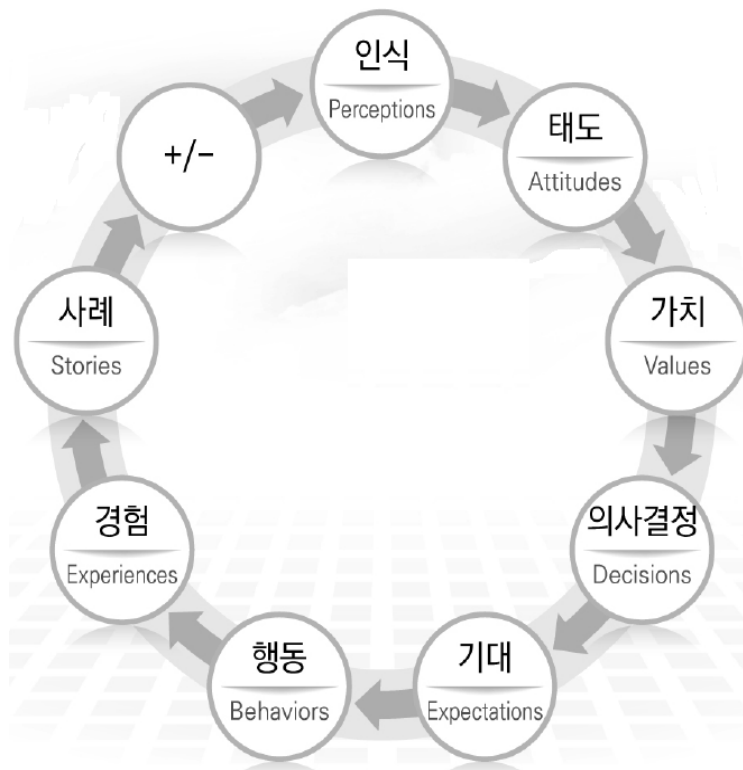 인식
Perceptions
태도
Attitudes
가치
Values
의사결정
Decisions
기대
Expectations
행동
Behaviors
경험
Experiences
사례
Stories
+/−